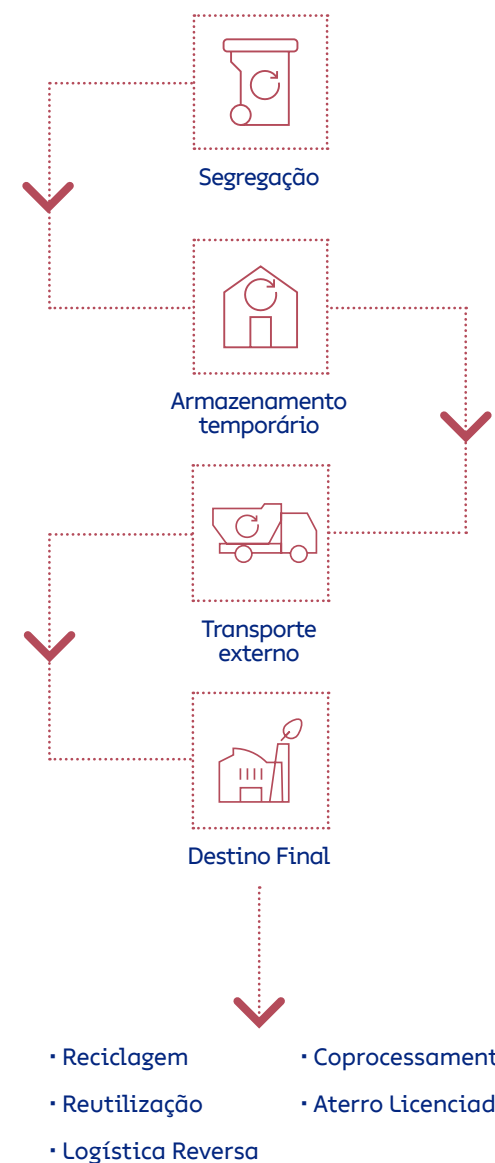 Segregação
Armazenamento
temporário
Transporte
externo
Destino Final
· Reciclagem
· Coprocessament
· Reutilização
· Aterro Licenciad
· Logística Reversa